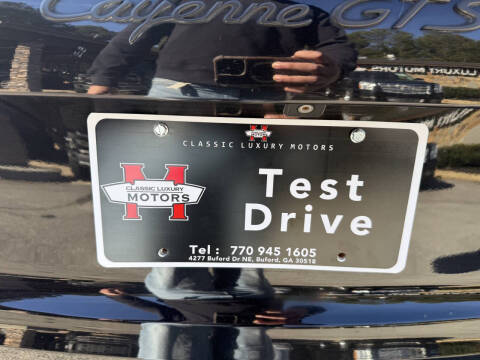 Cayenne GTS
CLASSIC LUXURY MOTORS
H
CLASSIC LUXURY
MOTORS
Test
Drive
Tel : 770 945 1605
4277 Buford Dr NE, Buford, GA 30518